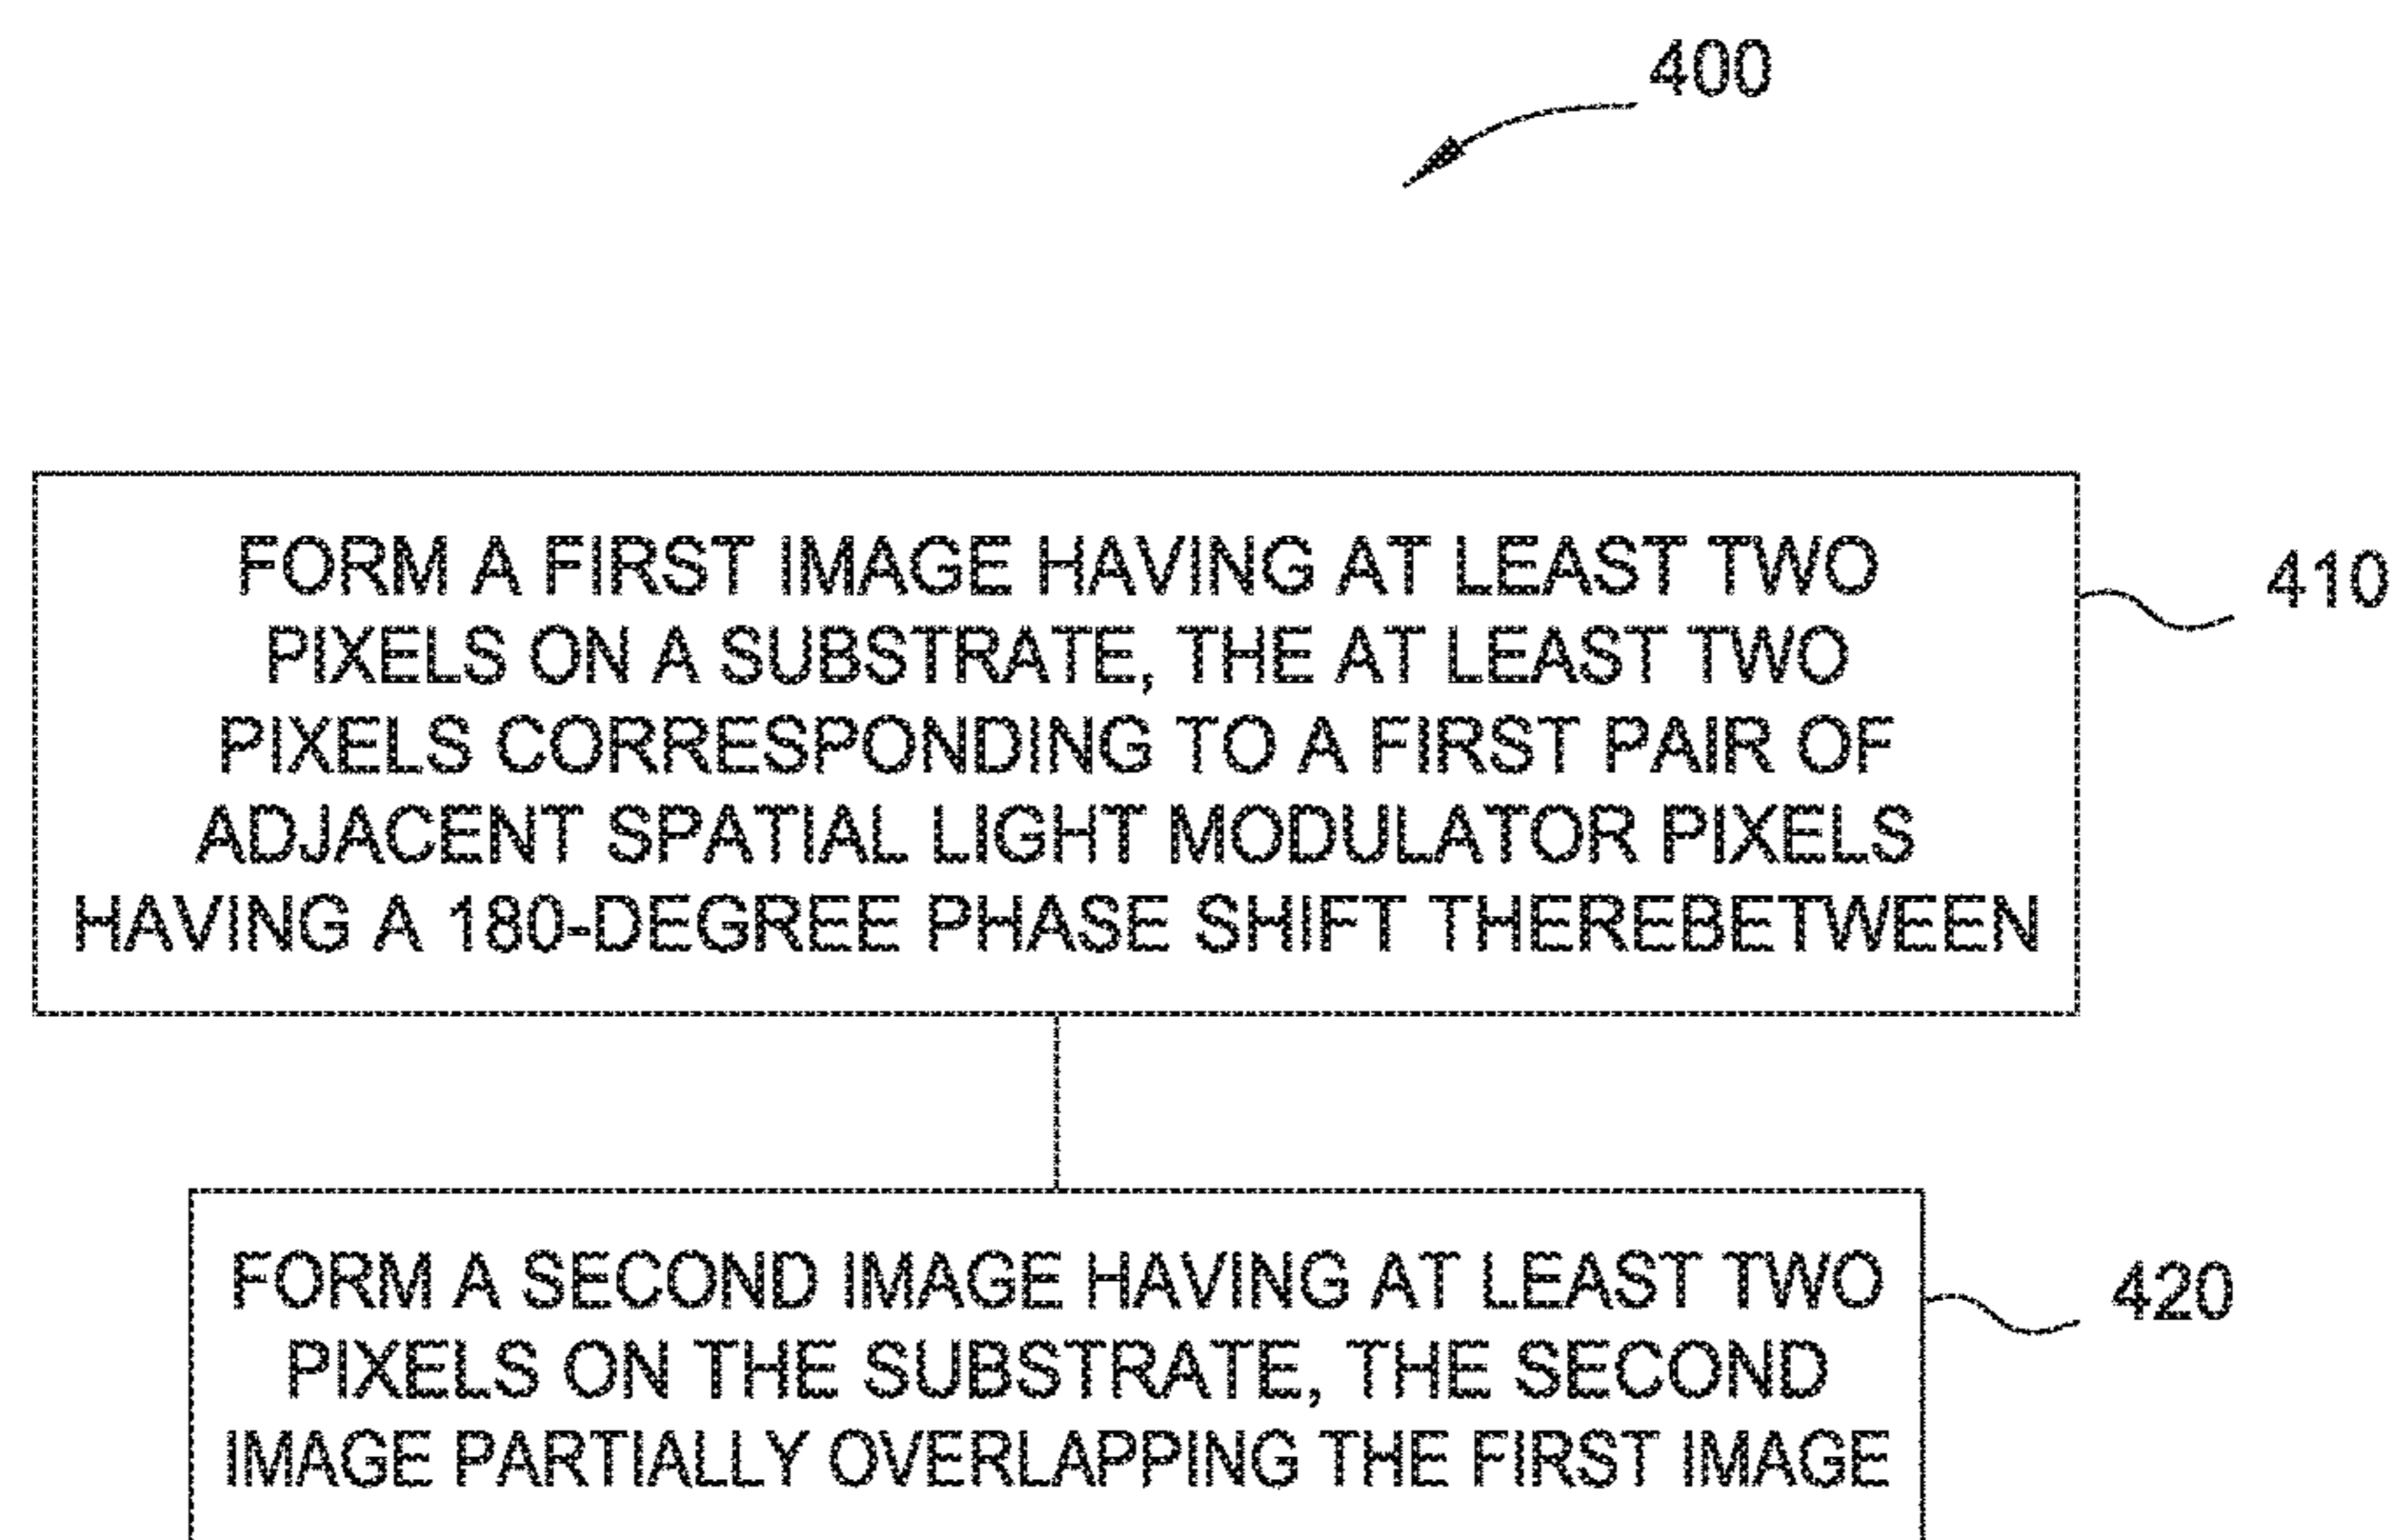 400
FORM A FIRST IMAGE HAVING AT LEAST TWO
PIXELS ON A SUBSTRATE, THE AT LEAST TWO
PIXELS CORRESPONDING TO A FIRST PAIR OF
ADJACENT SPATIAL LIGHT MODULATOR PIXELS
HAVING A 180-DEGREE PHASE SHIFT THEREBETWEEN
410
FORM A SECOND IMAGE HAVING AT LEAST TWO
PIXELS ON THE SUBSTRATE, THE SECOND
IMAGE PARTIALLY OVERLAPPING THE FIRST IMAGE
420